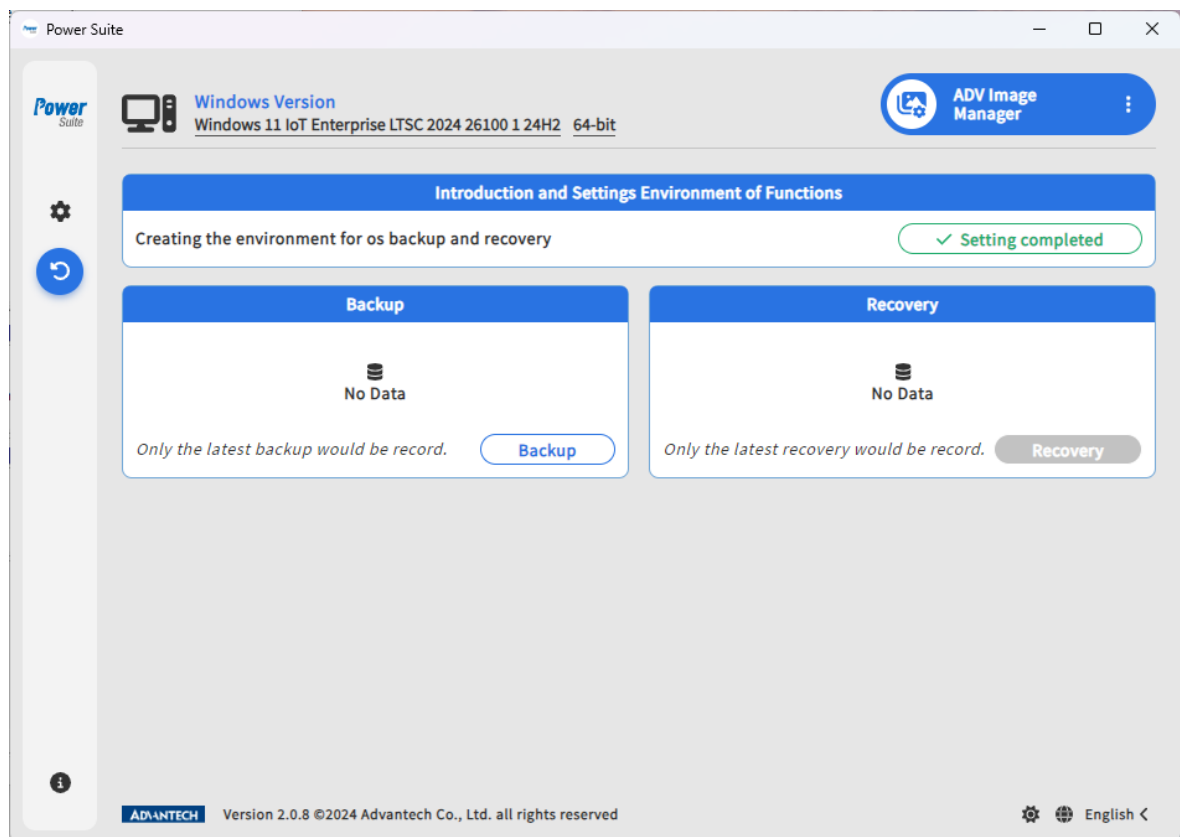 Power Suite
Power
Suite
Windows Version
Windows 11 IoT Enterprise LTSC 2024 26100 1 24H2 64-bit
ADV Image
Manager
Introduction and Settings Environment of Functions
Creating the environment for os backup and recovery
Setting completed
Backup
No Data
Only the latest backup would be record.
Backup
Recovery
No Data
Only the latest recovery would be record.
Recovery
ADVANTECH Version 2.0.8 ©2024 Advantech Co., Ltd. all rights reserved
English